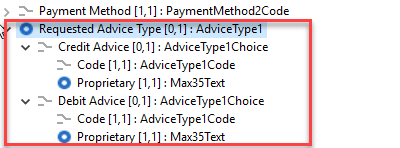 Payment Method [1,1] : PaymentMethod2Code
Requested Advice Type [0,1] : AdviceType1
Credit Advice [0,1] : AdviceType1Choice
Code [1,1] : AdviceType1Code
Proprietary [1,1] : Max35Text
Debit Advice [0,1] : AdviceType1Choice
Code [1,1] : AdviceType1Code
Proprietary [1,1] : Max35Text